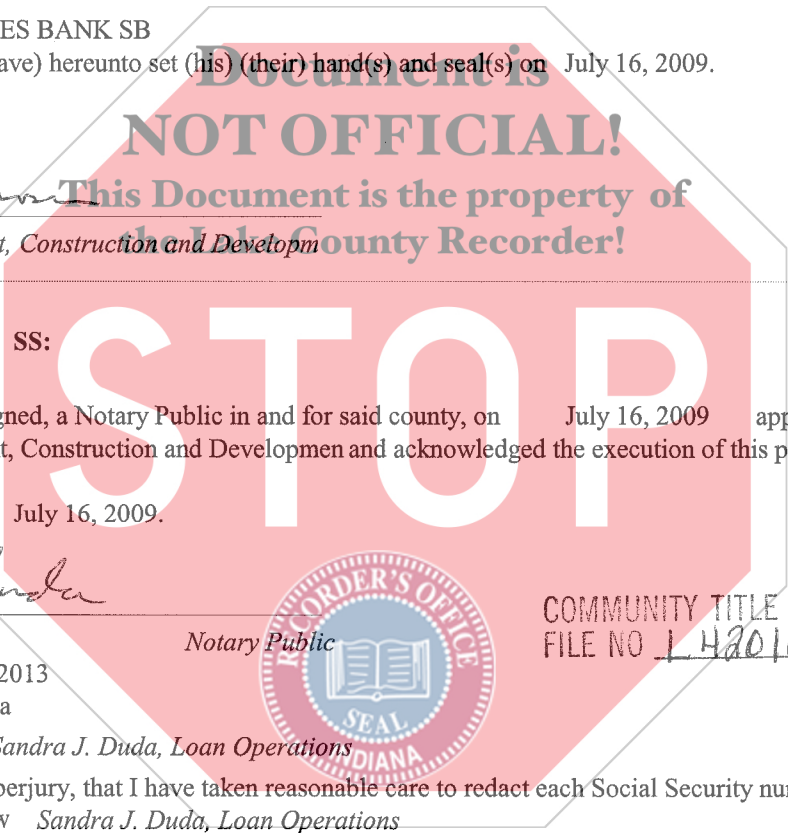 ES BANK SB
ave) hereunto set (his) (their) hand(s) and seal(s) on July 16, 2009.
Document is
NOT OFFICIAL!
This Document is the property of
the Lake County Recorder!
t, Construction and Developm
SS:
STOP
gned, a Notary Public in and for said county, on July 16, 2009 app
t, Construction and Developmen and acknowledged the execution of this p
July 16, 2009.
COMMUNITY TITLE
FILE NO L4201
Notary Public
RECORDER'S OFFICE
SEAL
INDIANA
2013
a
Sandra J. Duda, Loan Operations
perjury, that I have taken reasonable care to redact each Social Security nu
w Sandra J. Duda, Loan Operations